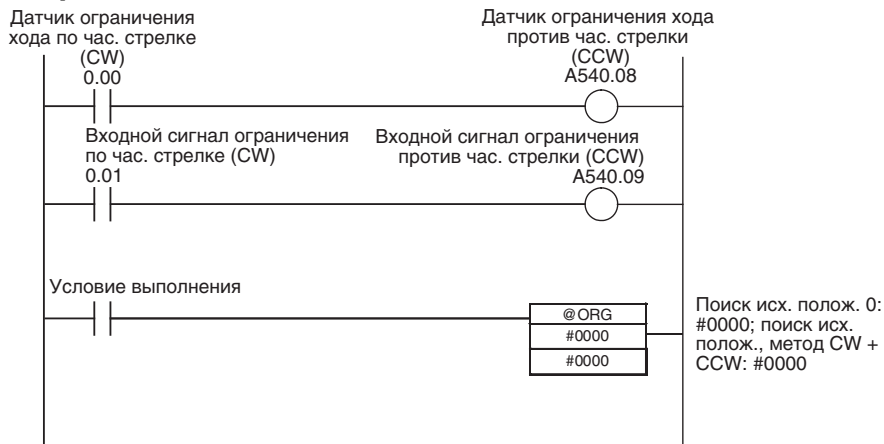 Датчик ограничения
хода по час. стрелке
(CW)
0.00
Датчик ограничения хода
против час. стрелки
(CCW)
A540.08
Входной сигнал ограничения
по час. стрелке (CW)
0.01
Входной сигнал ограничения
против час. стрелки (CCW)
A540.09
Условие выполнения
@ORG
#0000
#0000
Поиск исх. полож. 0:
#0000; поиск исх.
полож., метод CW +
CCW: #0000